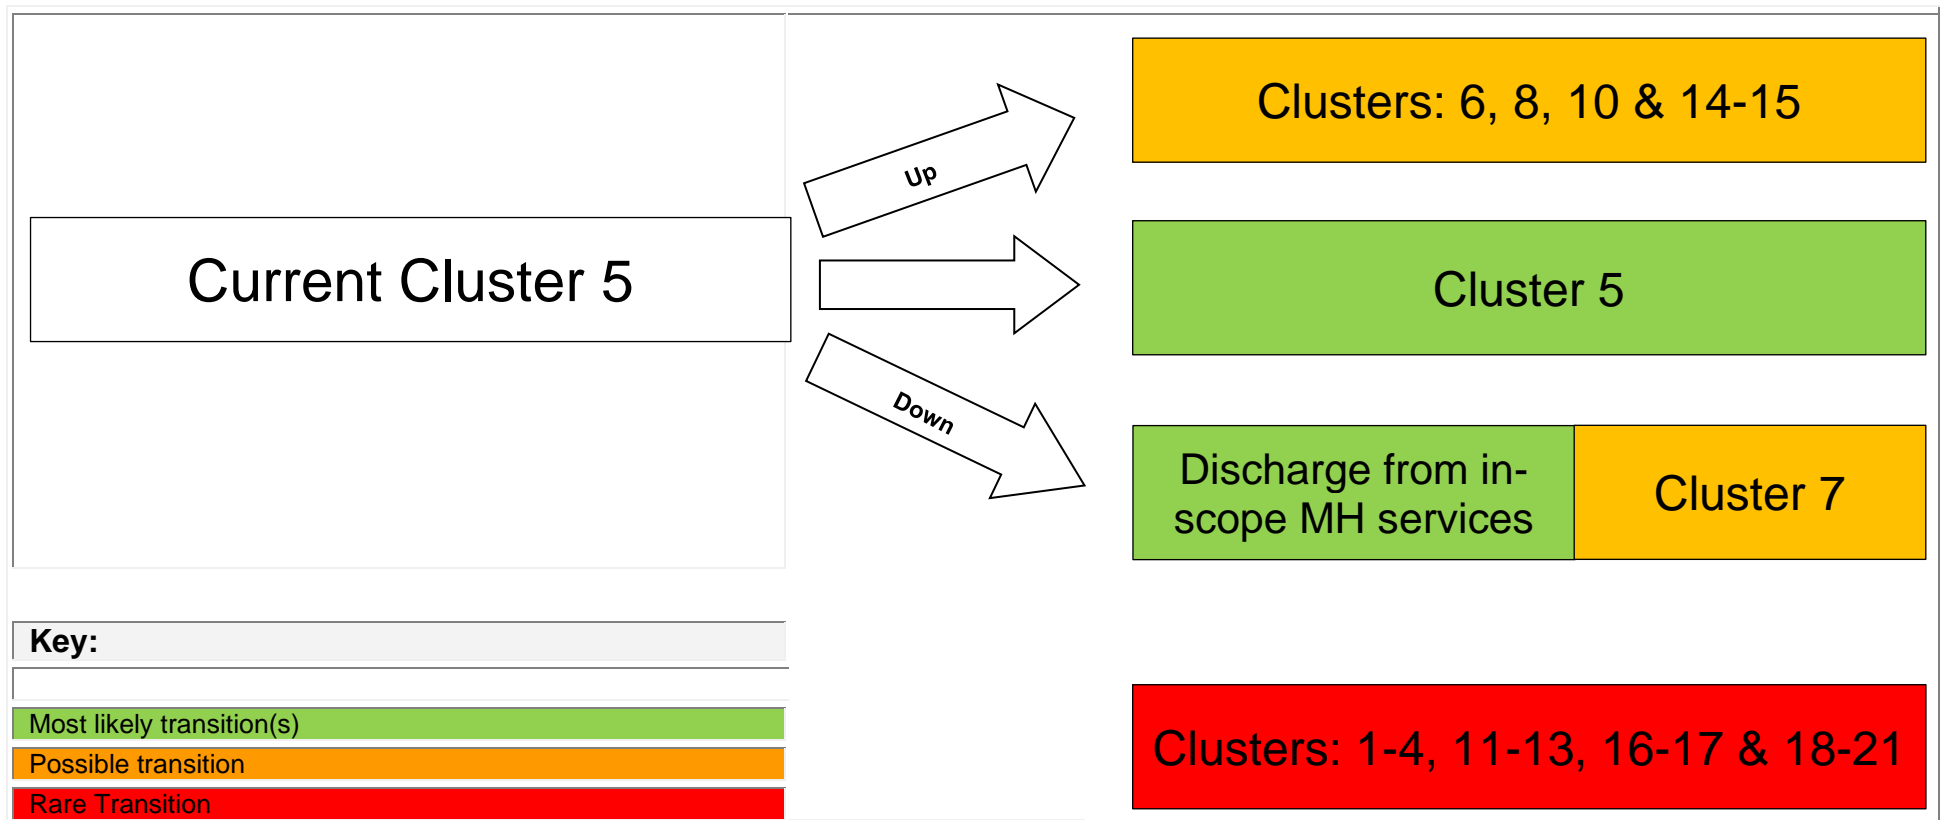 Clusters: 6, 8, 10 & 14-15
Up
Current Cluster 5
Cluster 5
Down
Discharge from in-
scope MH services
Cluster 7
Key:
Most likely transition(s)
Possible transition
Rare Transition
Clusters: 1-4, 11-13, 16-17 & 18-21